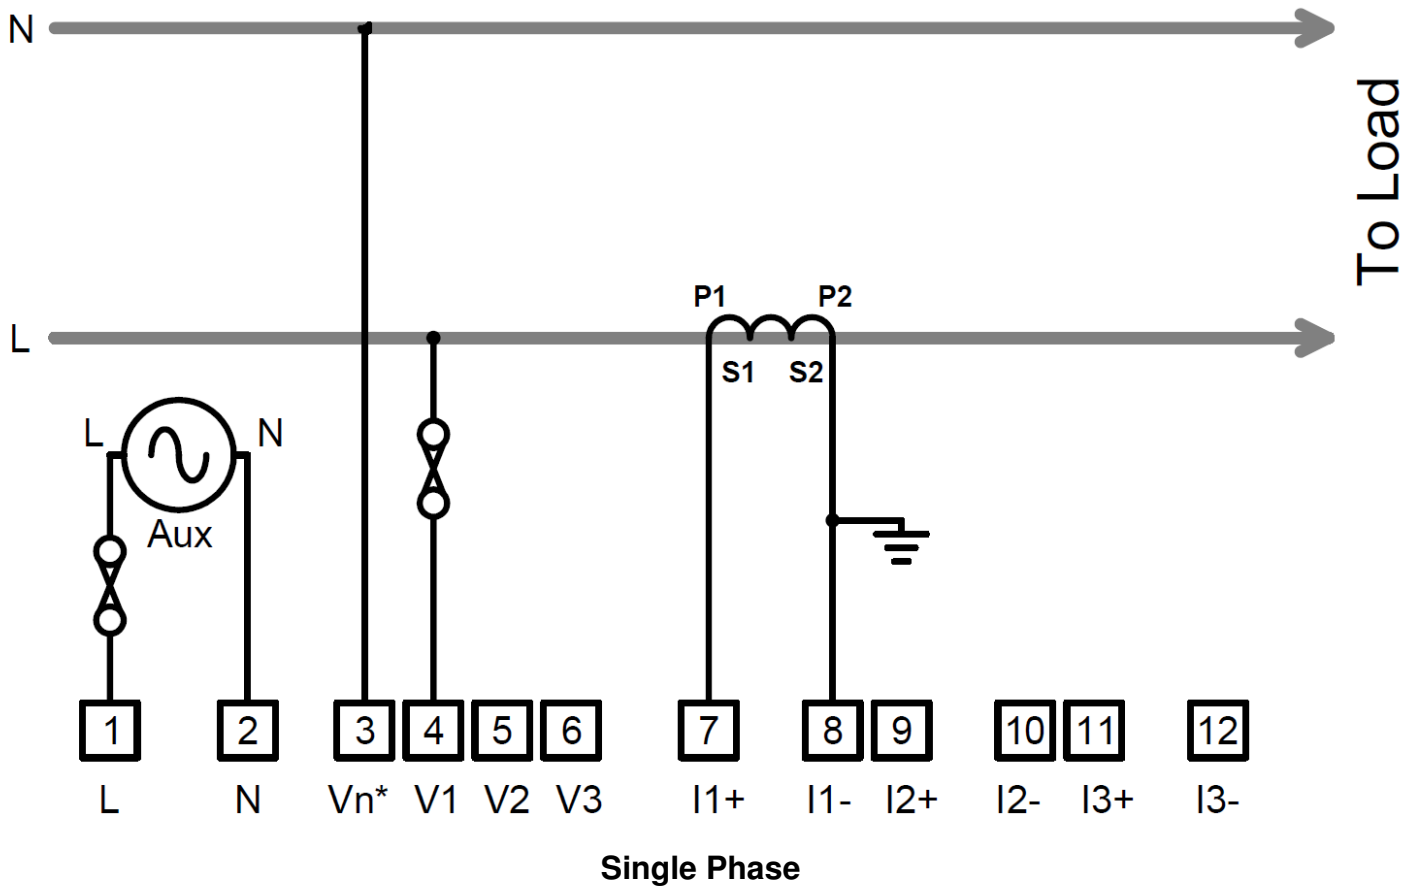 N
To Load
P1 P2
L
S1 S2
L N
Aux
1 2 3 4 5 6 7 8 9 10 11 12
L N Vn* V1 V2 V3 I1+ I1- I2+ I2- I3+ I3-
Single Phase